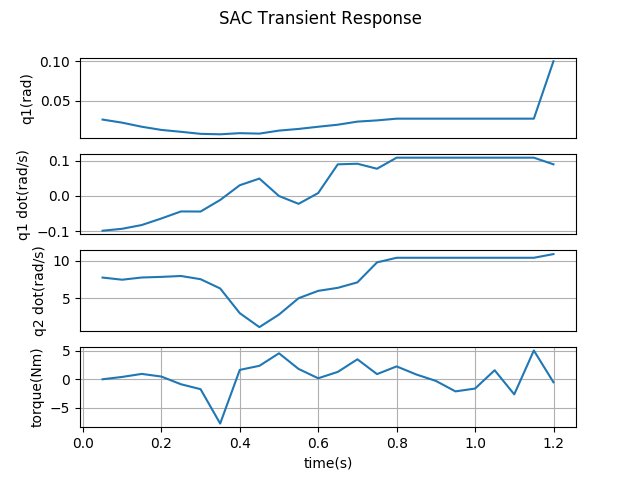 SAC Transient Response
q1(rad)
0.10
0.05
q1 dot(rad/s)
0.1
0.0
−0.1
q2 dot(rad/s)
10
5
torque(Nm)
5
0
−5
0.0 0.2 0.4 0.6 0.8 1.0 1.2
time(s)